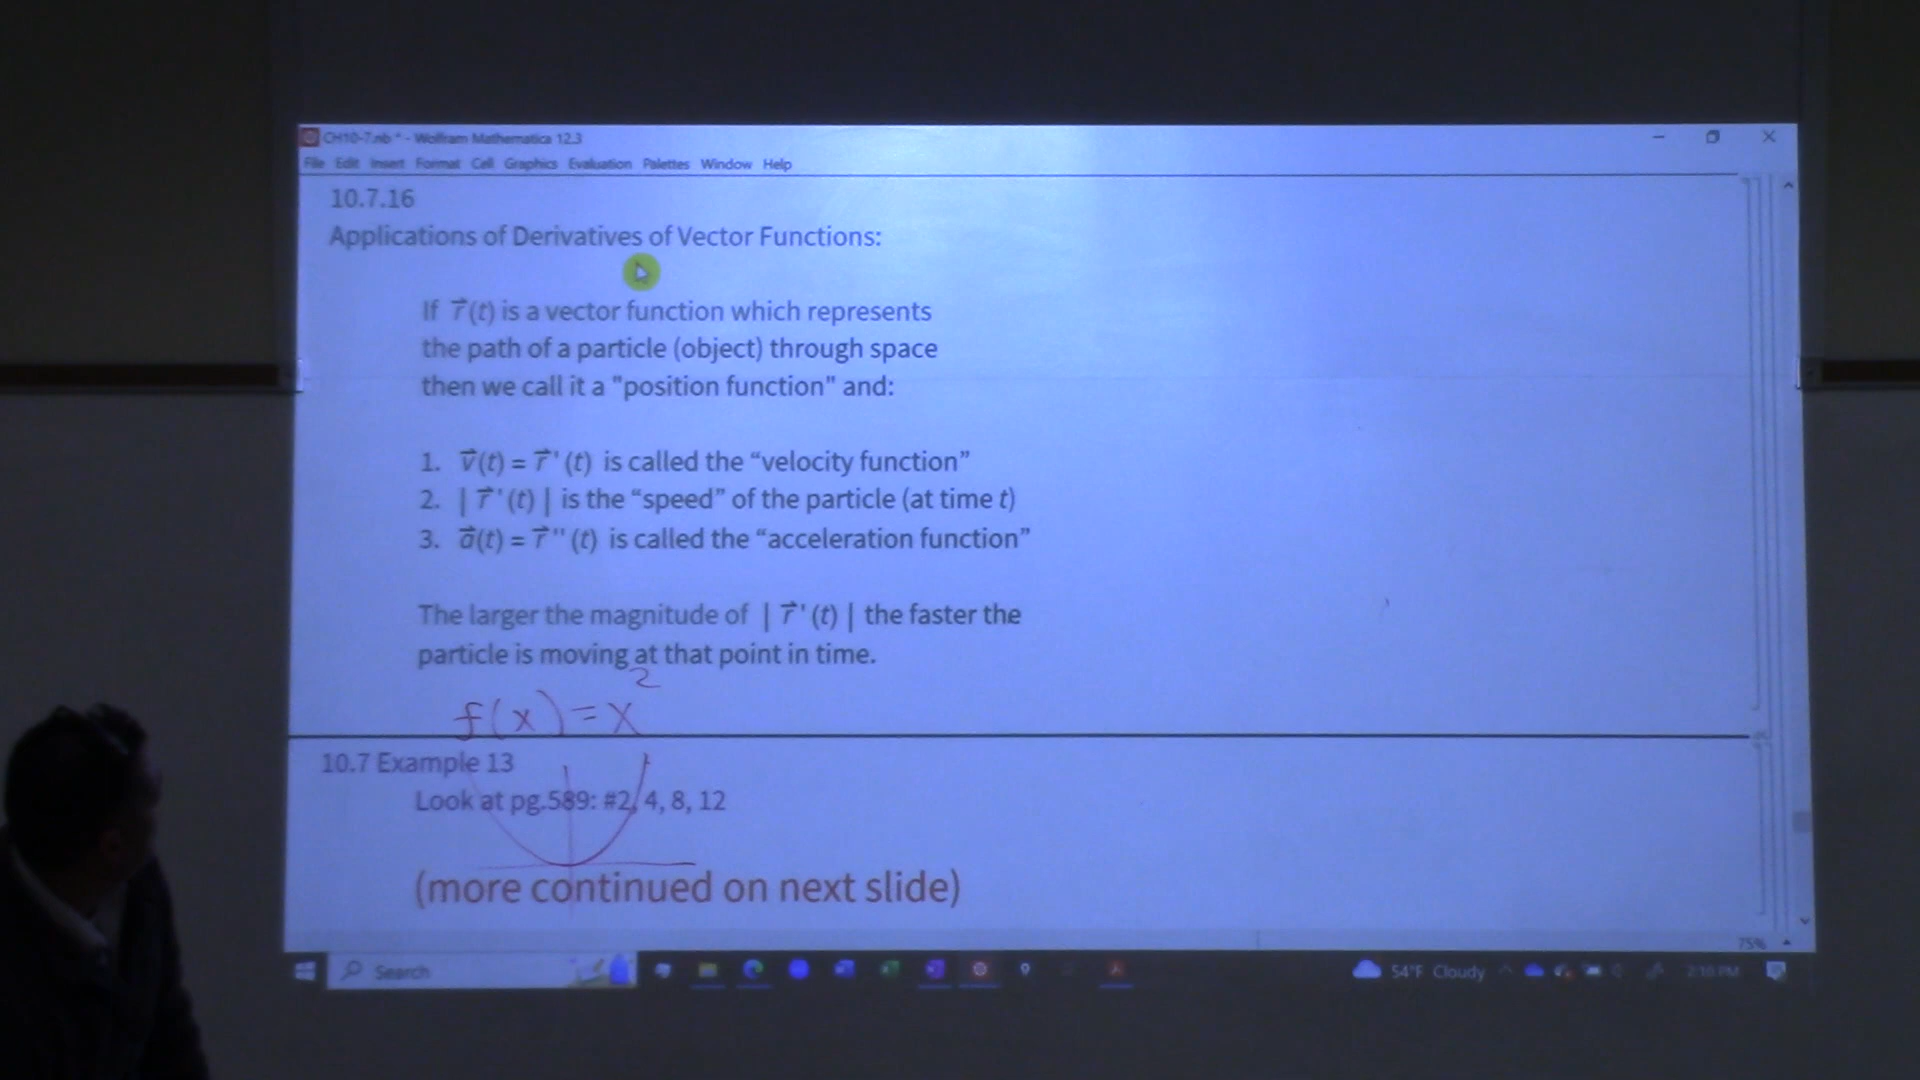 CH10-7.nb * - Wolfram Mathematica 12.3
File Edit Insert Format Cell Graphics Evaluation Palettes Window Help
10.7.16
Applications of Derivatives of Vector Functions:
If r⃗(t) is a vector function which represents
the path of a particle (object) through space
then we call it a "position function" and:
1. v⃗(t) = r⃗'(t) is called the “velocity function”
2. | r⃗'(t) | is the “speed” of the particle (at time t)
3. a⃗(t) = r⃗''(t) is called the “acceleration function”
The larger the magnitude of | r⃗'(t) | the faster the
particle is moving at that point in time.
f(x) = x²
10.7 Example 13
Look at pg.589: #2, 4, 8, 12
(more continued on next slide)
75%
Search
54°F Cloudy
2:10 PM